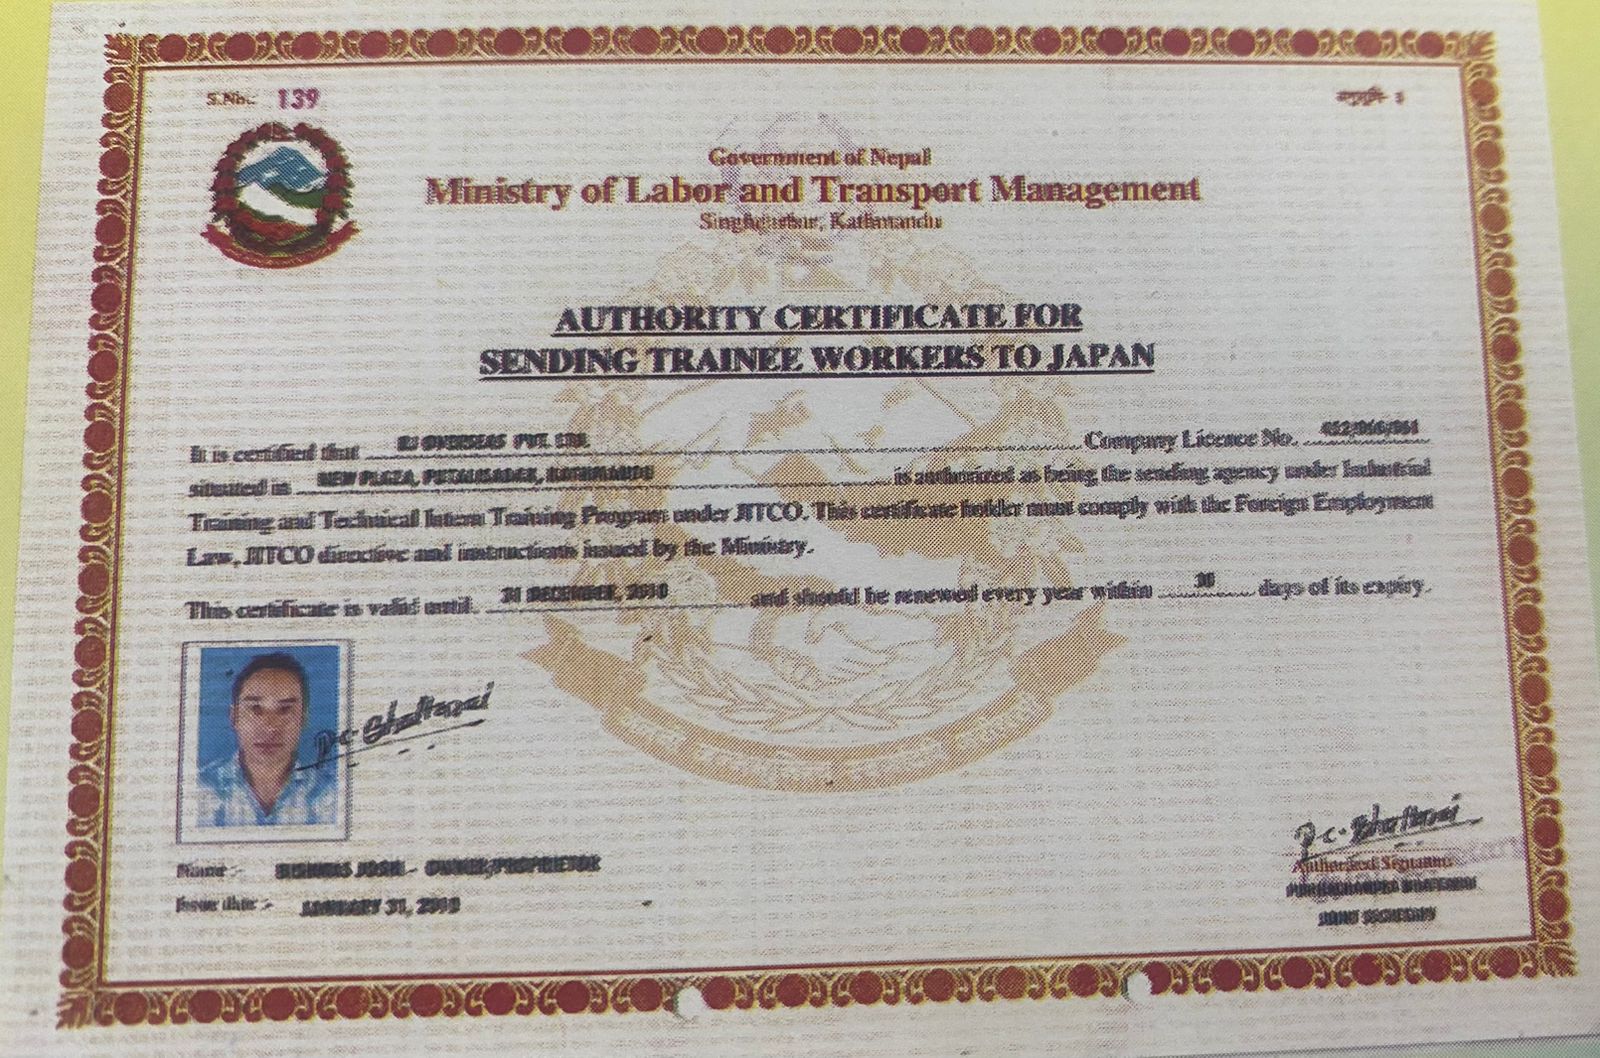 S.No.: 139
अनुसूची- ३
Government of Nepal
Ministry of Labor and Transport Management
Singhdurbar, Kathmandu
AUTHORITY CERTIFICATE FOR
SENDING TRAINEE WORKERS TO JAPAN
It is certified that OVERSEAS PVT. LTD. Company Licence No.
situated in NEW PLAZA, PUTALISADAK, KATHMANDU is authorized as being the sending agency under Industrial
Training and Technical Intern Training Program under JITCO. This certificate holder must comply with the Foreign Employment
Law, JITCO directive and instructions issued by the Ministry.
This certificate is valid until 31 DECEMBER, 2010 and should be renewed every year within 30 days of its expiry.
Name :- JOSHI - OWNER/PROPRIETOR
Issue date :- JANUARY 31, 2010
Authorized Signature
JOINT SECRETARY